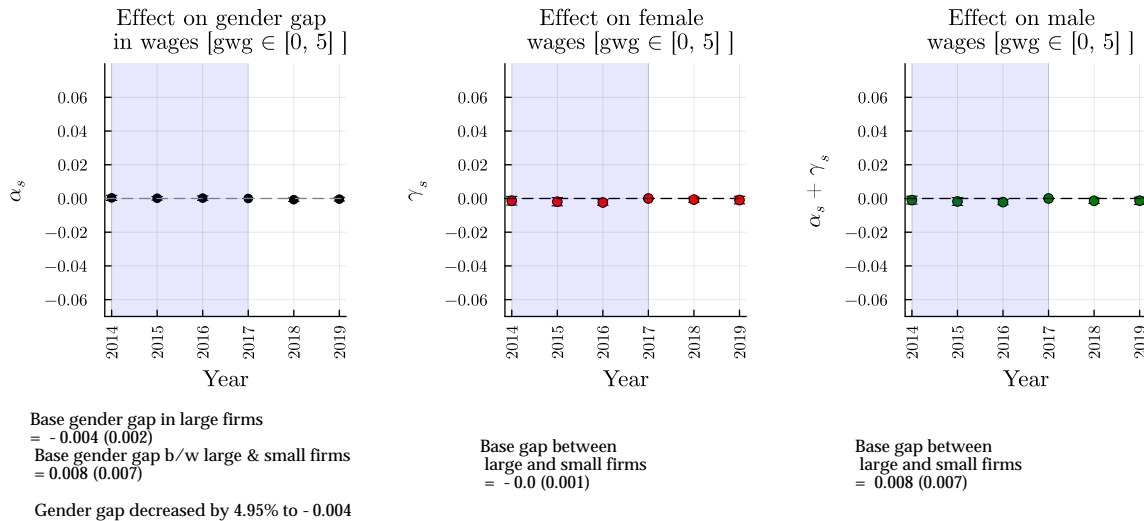 Effect on gender gap
in wages [gwg ∈ [0, 5] ]
0.06
0.04
0.02
0.00
−0.02
−0.04
−0.06
α_s
2014
2015
2016
2017
2018
2019
Year
Base gender gap in large firms
= - 0.004 (0.002)
Base gender gap b/w large & small firms
= 0.008 (0.007)
Gender gap decreased by 4.95% to - 0.004
Effect on female
wages [gwg ∈ [0, 5] ]
0.06
0.04
0.02
0.00
−0.02
−0.04
−0.06
γ_s
2014
2015
2016
2017
2018
2019
Year
Base gap between
large and small firms
= - 0.0 (0.001)
Effect on male
wages [gwg ∈ [0, 5] ]
0.06
0.04
0.02
0.00
−0.02
−0.04
−0.06
α_s + γ_s
2014
2015
2016
2017
2018
2019
Year
Base gap between
large and small firms
= 0.008 (0.007)